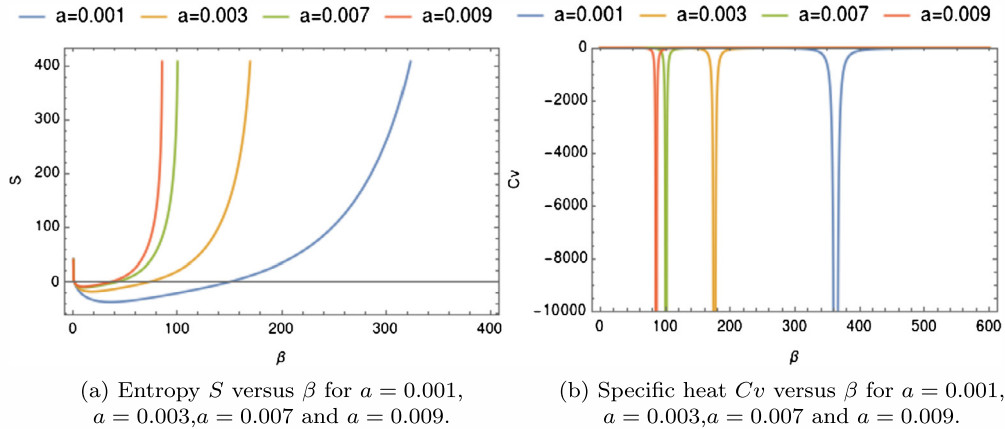 a=0.001 a=0.003 a=0.007 a=0.009
400
300
200
100
0
S
0 100 200 300 400
β
(a) Entropy S versus β for a = 0.001,
a = 0.003,a = 0.007 and a = 0.009.
a=0.001 a=0.003 a=0.007 a=0.009
0
-2000
-4000
-6000
-8000
-10000
Cv
0 100 200 300 400 500 600
β
(b) Specific heat Cv versus β for a = 0.001,
a = 0.003,a = 0.007 and a = 0.009.